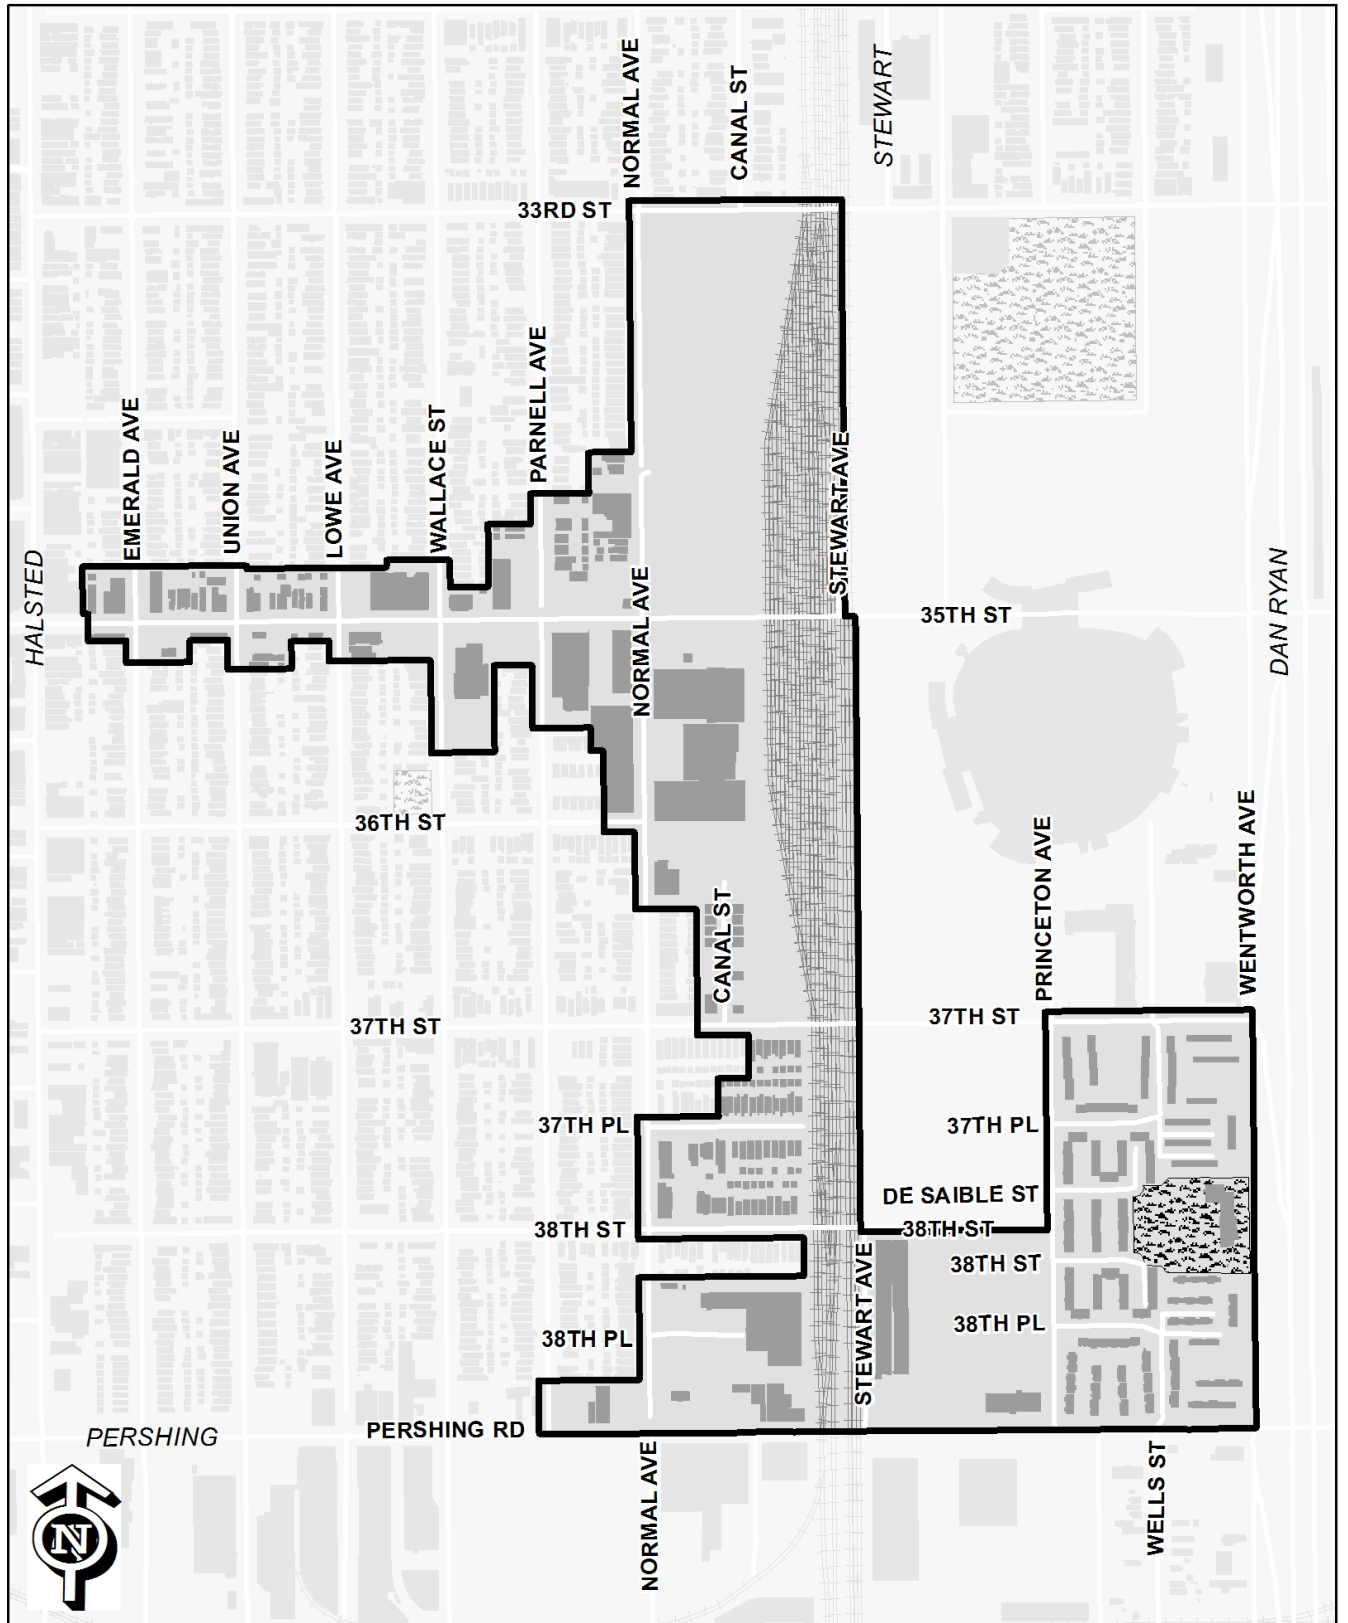 NORMAL AVE
CANAL ST
STEWART
33RD ST
PARNELL AVE
EMERALD AVE
UNION AVE
LOWE AVE
WALLACE ST
STEWART AVE
HALSTED
NORMAL AVE
35TH ST
DAN RYAN
36TH ST
PRINCETON AVE
WENTWORTH AVE
CANAL ST
37TH ST
37TH ST
37TH PL
37TH PL
DE SAIBLE ST
38TH ST
38TH ST
38TH ST
STEWART AVE
38TH PL
38TH PL
PERSHING
PERSHING RD
NORMAL AVE
WELLS ST
N